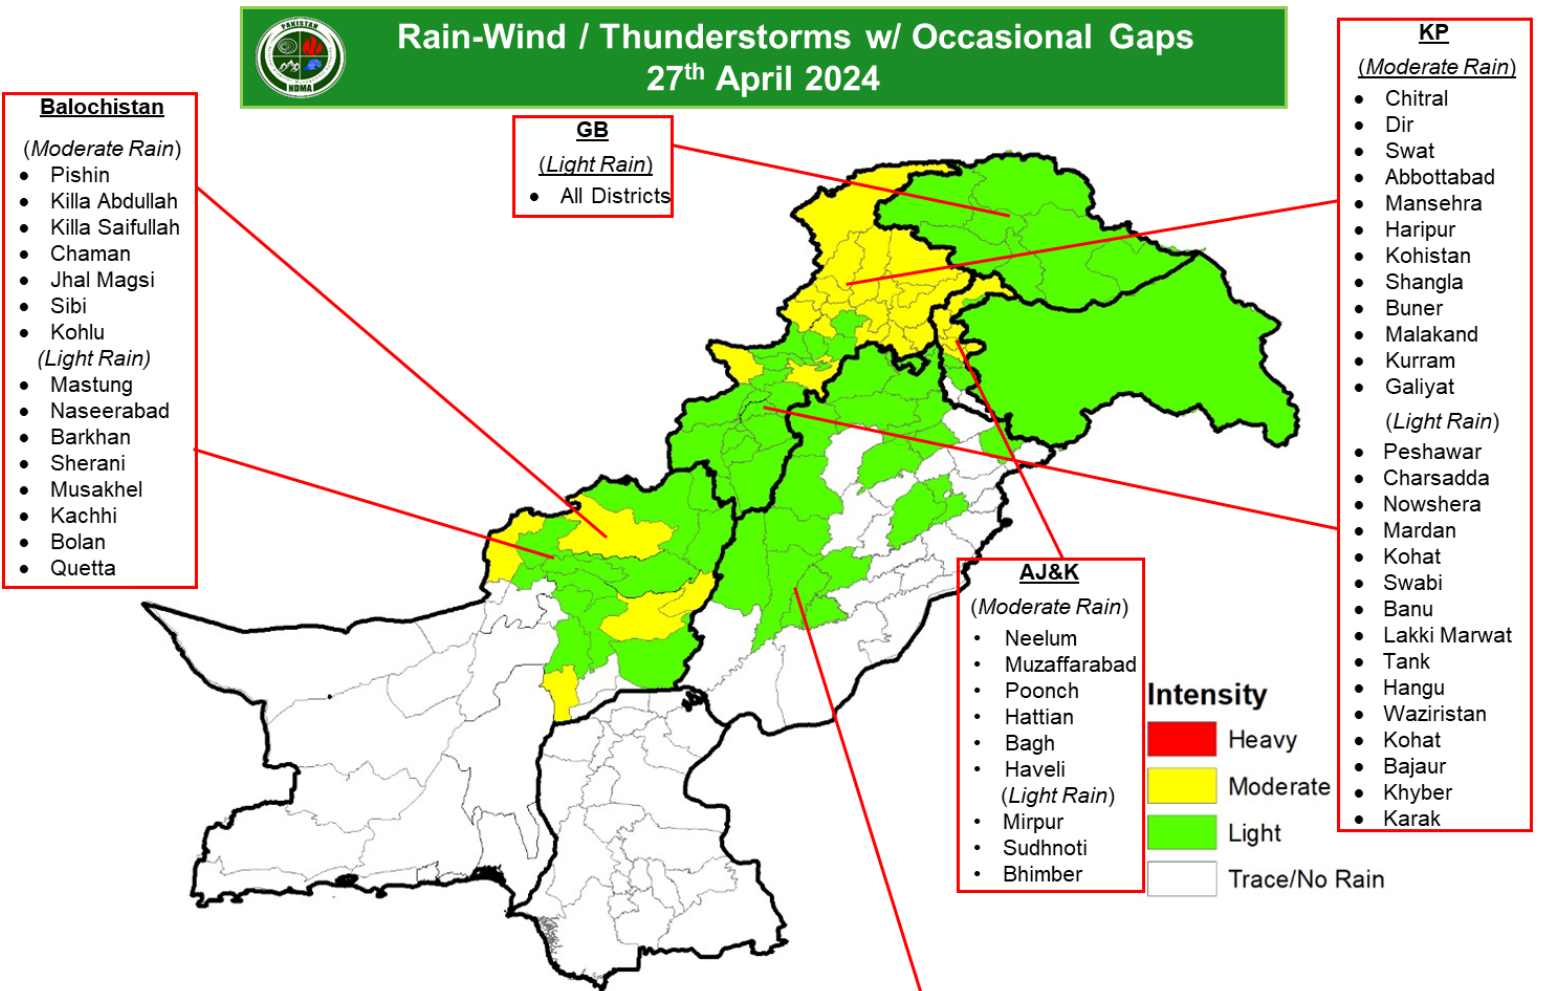 PAKISTAN
NDMA
Rain-Wind / Thunderstorms w/ Occasional Gaps
27th April 2024
Balochistan
(Moderate Rain)
• Pishin
• Killa Abdullah
• Killa Saifullah
• Chaman
• Jhal Magsi
• Sibi
• Kohlu
(Light Rain)
• Mastung
• Naseerabad
• Barkhan
• Sherani
• Musakhel
• Kachhi
• Bolan
• Quetta
GB
(Light Rain)
• All Districts
KP
(Moderate Rain)
• Chitral
• Dir
• Swat
• Abbottabad
• Mansehra
• Haripur
• Kohistan
• Shangla
• Buner
• Malakand
• Kurram
• Galiyat
(Light Rain)
• Peshawar
• Charsadda
• Nowshera
• Mardan
• Kohat
• Swabi
• Banu
• Lakki Marwat
• Tank
• Hangu
• Waziristan
• Kohat
• Bajaur
• Khyber
• Karak
AJ&K
(Moderate Rain)
• Neelum
• Muzaffarabad
• Poonch
• Hattian
• Bagh
• Haveli
(Light Rain)
• Mirpur
• Sudhnoti
• Bhimber
Intensity
Heavy
Moderate
Light
Trace/No Rain